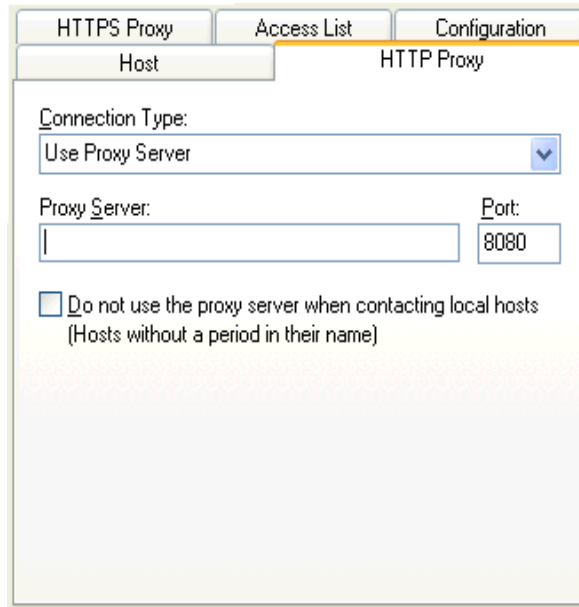 HTTPS Proxy Access List Configuration
Host HTTP Proxy
Connection Type:
Use Proxy Server
Proxy Server: Port:
8080
Do not use the proxy server when contacting local hosts
(Hosts without a period in their name)